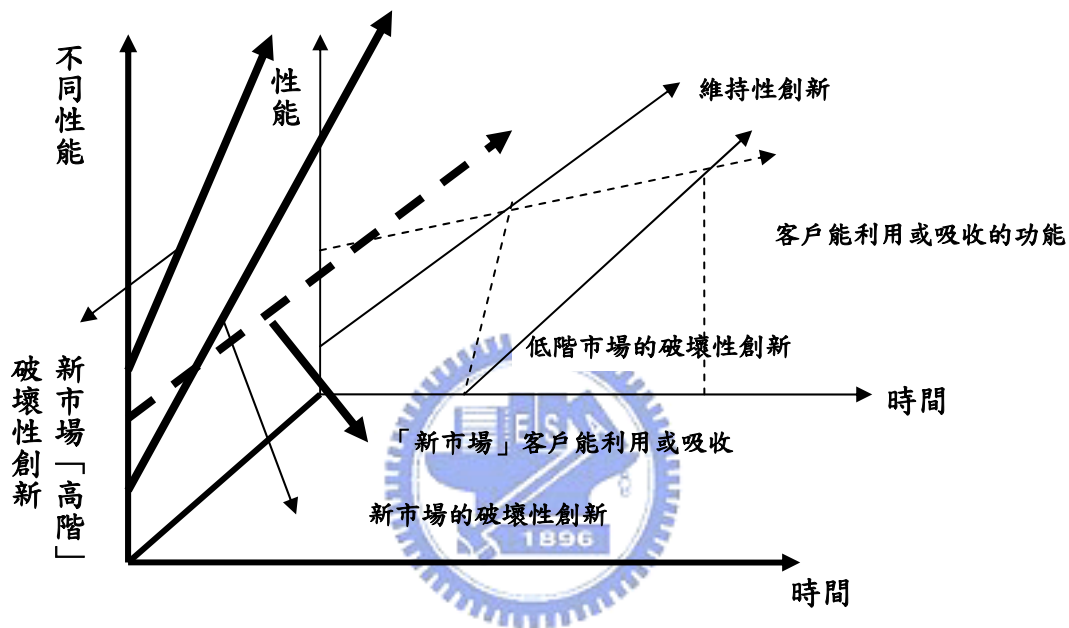 不同性能
性能
維持性創新
客戶能利用或吸收的功能
低階市場的破壞性創新
時間
「新市場」客戶能利用或吸收
新市場的破壞性創新
新市場「高階」
破壞性創新
時間
E S
1896